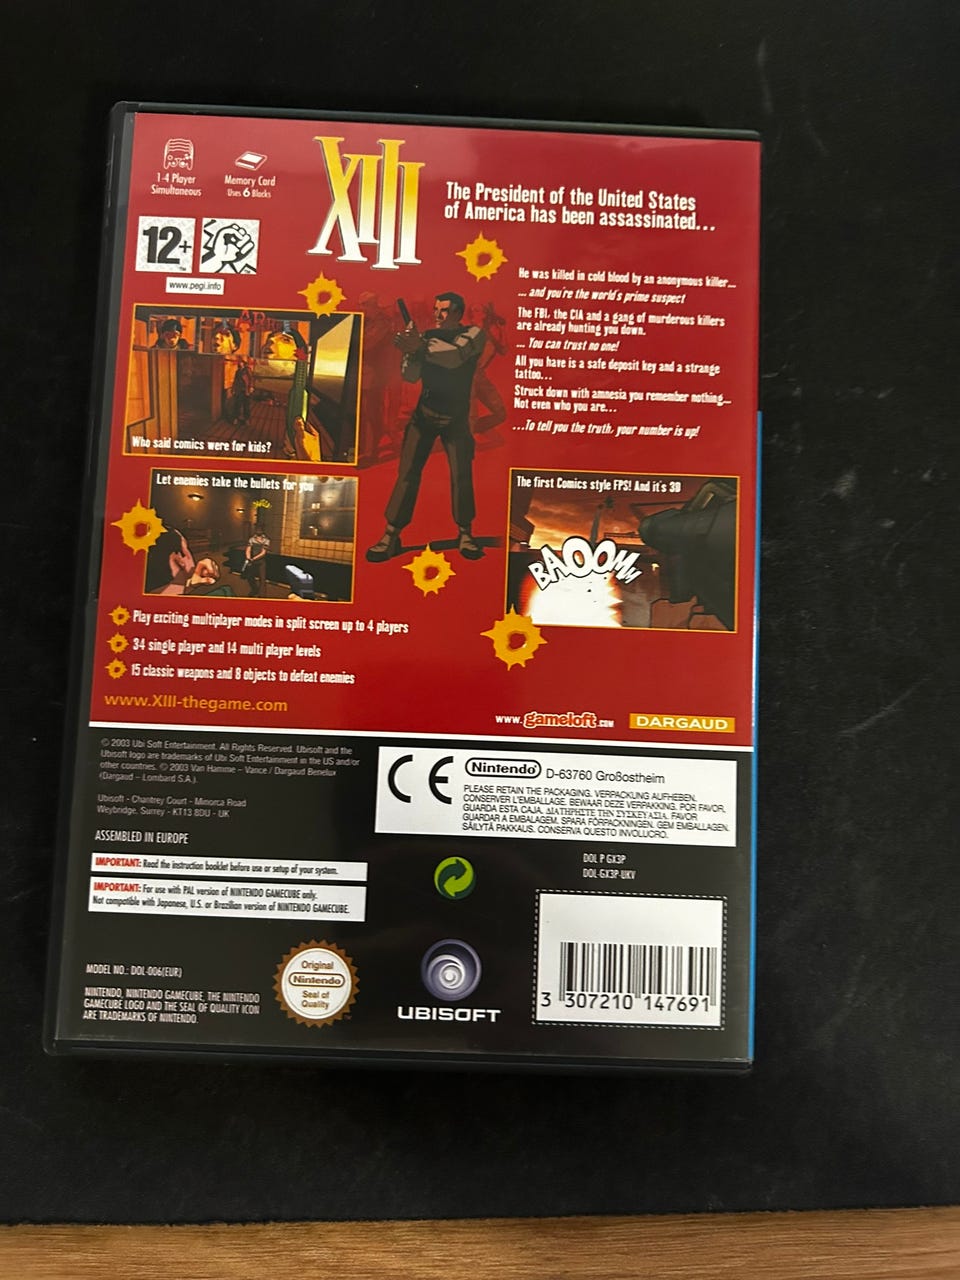 1-4 Player
Simultaneous
Memory Card
Uses 6 Blocks
XIII
The President of the United States
of America has been assassinated...
12+
www.pegi.info
He was killed in cold blood by an anonymous killer...
... and you're the world's prime suspect
The FBI, the CIA and a gang of murderous killers
are already hunting you down.
... You can trust no one!
All you have is a safe deposit key and a strange
tattoo...
Struck down with amnesia you remember nothing...
Not even who you are...
...To tell you the truth, your number is up!
Who said comics were for kids?
Let enemies take the bullets for you
The first Comics style FPS! And it's 3D
BAOOMM
Play exciting multiplayer modes in split screen up to 4 players
34 single player and 14 multi player levels
15 classic weapons and 8 objects to defeat enemies
www.XIII-thegame.com
www.gameloft.com
DARGAUD
© 2003 Ubi Soft Entertainment. All Rights Reserved. Ubisoft and the
Ubisoft logo are trademarks of Ubi Soft Entertainment in the US and/or
other countries. © 2003 Van Hamme – Vance / Dargaud Benelux
(Dargaud – Lombard S.A.).
Ubisoft - Chantrey Court - Minorca Road
Weybridge, Surrey - KT13 8DU - UK
ASSEMBLED IN EUROPE
CE
Nintendo D-63760 Großostheim
PLEASE RETAIN THE PACKAGING. VERPACKUNG AUFHEBEN.
CONSERVER L'EMBALLAGE. BEWAAR DEZE VERPAKKING. POR FAVOR,
GUARDA ESTA CAJA. ΔΙΑΤΗΡΗΣΤΕ ΤΗΝ ΣΥΣΚΕΥΑΣΙΑ. FAVOR
GUARDAR A EMBALAGEM. SPARA FÖRPACKNINGEN. GEM EMBALLAGEN.
SÄILYTÄ PAKKAUS. CONSERVA QUESTO INVOLUCRO.
IMPORTANT: Read the instruction booklet before use or setup of your system.
IMPORTANT: For use with PAL version of NINTENDO GAMECUBE only.
Not compatible with Japanese, U.S. or Brazilian version of NINTENDO GAMECUBE.
DOL P GX3P
DOL-GX3P-UKV
MODEL NO.: DOL-006(EUR)
NINTENDO, NINTENDO GAMECUBE, THE NINTENDO
GAMECUBE LOGO AND THE SEAL OF QUALITY ICON
ARE TRADEMARKS OF NINTENDO.
Original
Nintendo
Seal of
Quality
UBISOFT
3 307210 147691